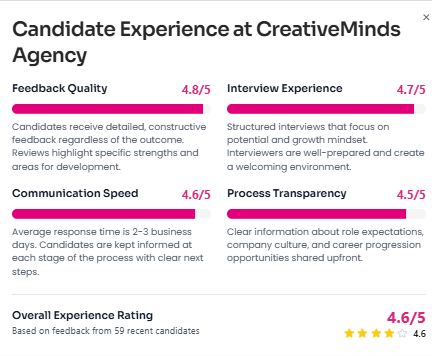 ×
Candidate Experience at CreativeMinds
Agency
Feedback Quality 4.8/5
Candidates receive detailed, constructive
feedback regardless of the outcome.
Reviews highlight specific strengths and
areas for development.
Interview Experience 4.7/5
Structured interviews that focus on
potential and growth mindset.
Interviewers are well-prepared and create
a welcoming environment.
Communication Speed 4.6/5
Average response time is 2-3 business
days. Candidates are kept informed at
each stage of the process with clear next
steps.
Process Transparency 4.5/5
Clear information about role expectations,
company culture, and career progression
opportunities shared upfront.
Overall Experience Rating 4.6/5
Based on feedback from 59 recent candidates 4.6